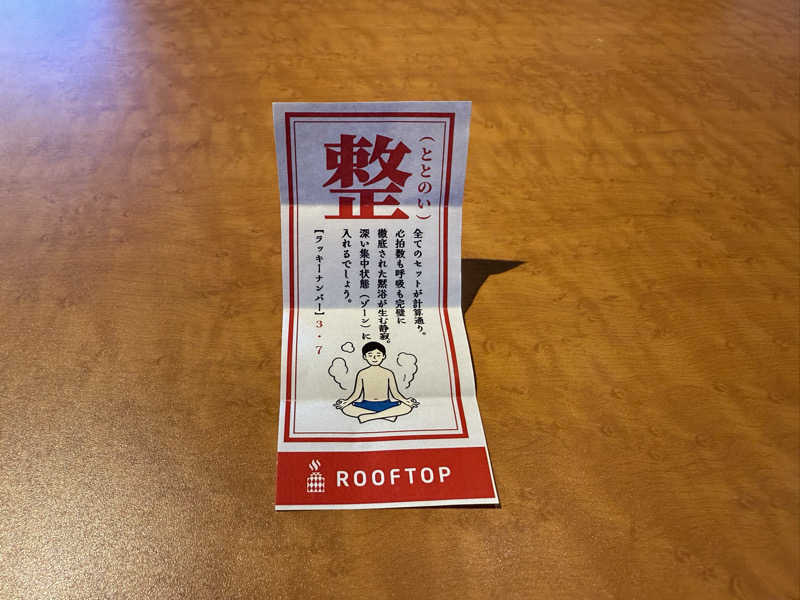 整
（ととのい）
全てのセットが計算通り。
心拍数も呼吸も完璧に
徹底された黙浴が生む静寂。
深い集中状態（ゾーン）に
入れるでしょう。
【ラッキーナンバー】3・7
ROOFTOP